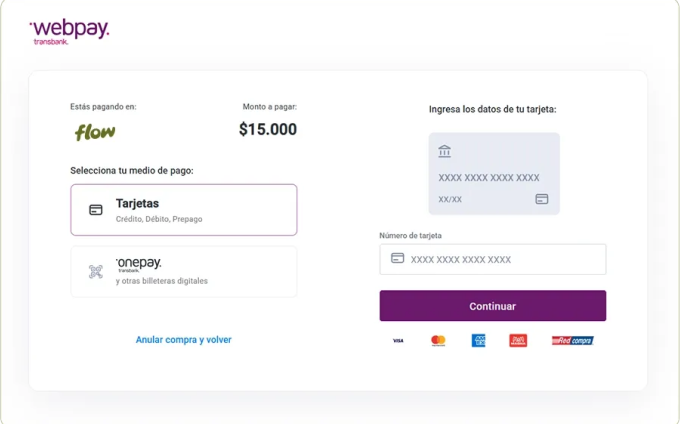 webpay.
transbank.
Estás pagando en:
Monto a pagar:
flow
$15.000
Selecciona tu medio de pago:
Tarjetas
Crédito, Débito, Prepago
onepay.
transbank.
y otras billeteras digitales
Anular compra y volver
Ingresa los datos de tu tarjeta:
XXXX XXXX XXXX XXXX
XX/XX
Número de tarjeta
XXXX XXXX XXXX XXXX
Continuar
VISA
RedCompra